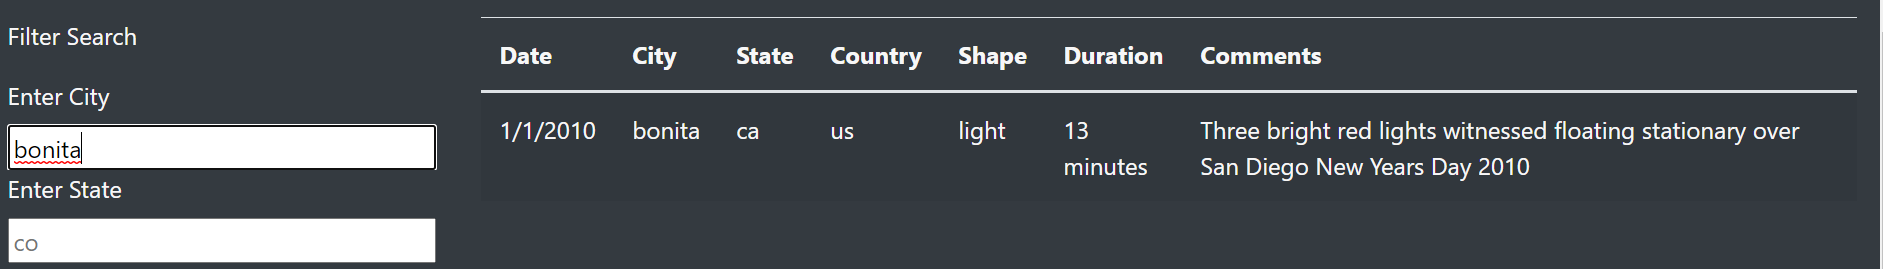 Filter Search
Enter City
bonita
Enter State
co
Date City State Country Shape Duration Comments
1/1/2010 bonita ca us light 13 minutes Three bright red lights witnessed floating stationary over
San Diego New Years Day 2010